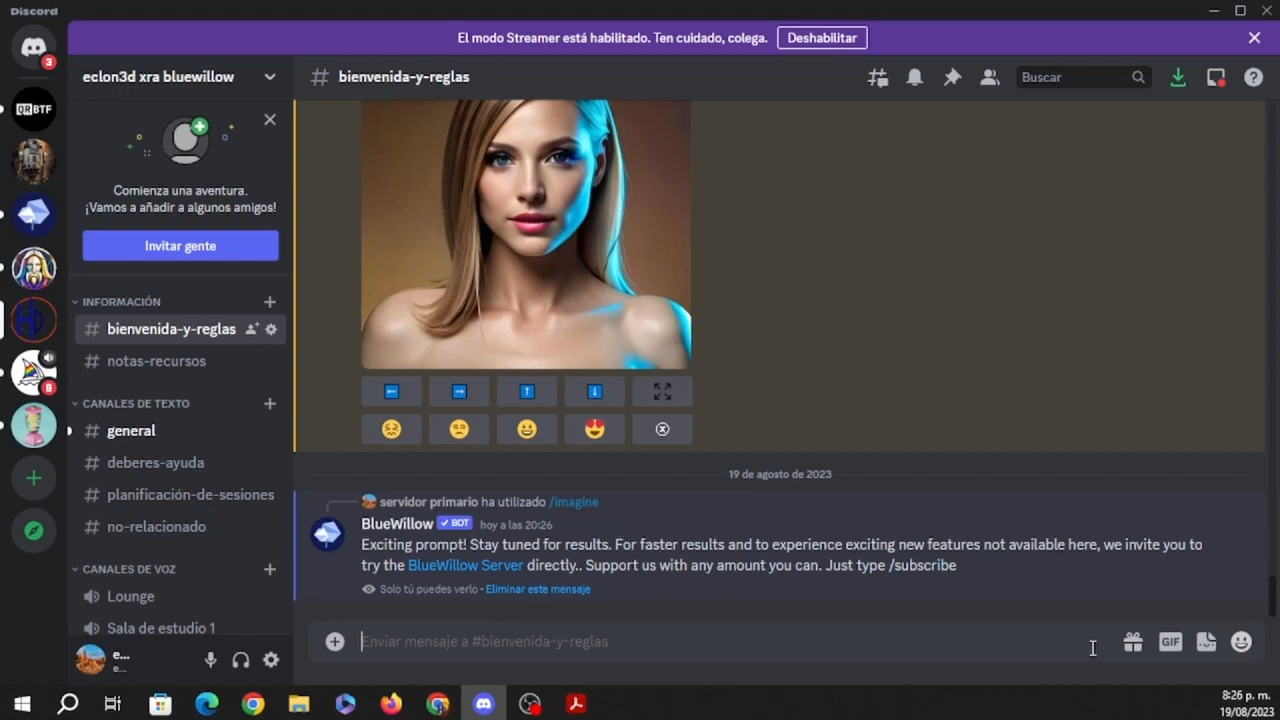 Discord
El modo Streamer está habilitado. Ten cuidado, colega.
Deshabilitar
3
QRBTF
8
eclon3d xra bluewillow
Comienza una aventura.
¡Vamos a añadir a algunos amigos!
Invitar gente
INFORMACIÓN
# bienvenida-y-reglas
# notas-recursos
CANALES DE TEXTO
# general
# deberes-ayuda
# planificación-de-sesiones
# no-relacionado
CANALES DE VOZ
Lounge
Sala de estudio 1
e...
e...
# bienvenida-y-reglas
Buscar
19 de agosto de 2023
servidor primario ha utilizado /imagine
BlueWillow ✓ BOT hoy a las 20:26
Exciting prompt! Stay tuned for results. For faster results and to experience exciting new features not available here, we invite you to
try the BlueWillow Server directly.. Support us with any amount you can. Just type /subscribe
Solo tú puedes verlo • Eliminar este mensaje
Enviar mensaje a #bienvenida-y-reglas
GIF
8:26 p. m.
19/08/2023